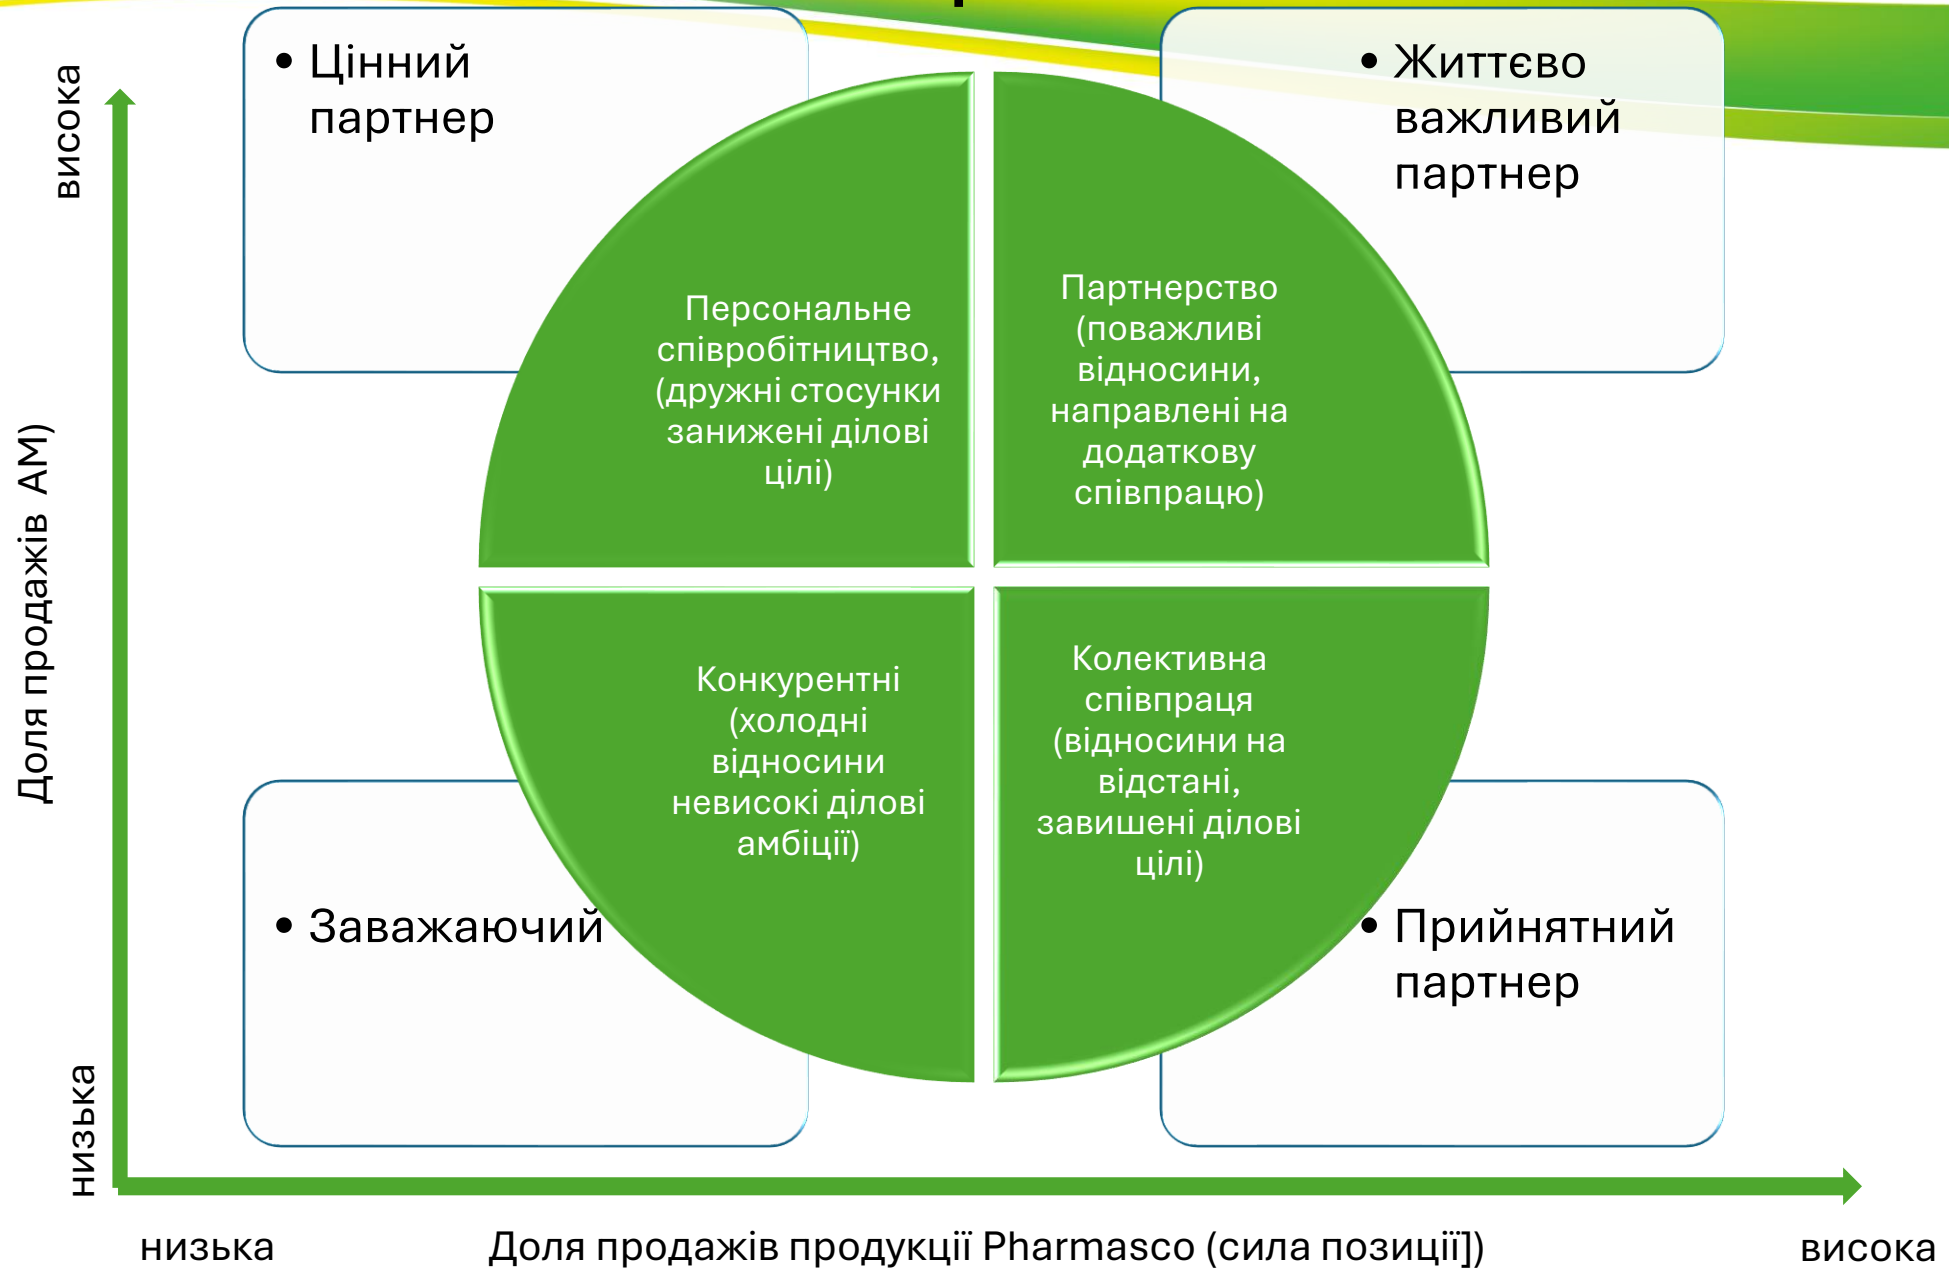 • Цінний
партнер
• Життєво
важливий
партнер
висока
Персональне
співробітництво,
(дружні стосунки
занижені ділові
цілі)
Партнерство
(поважливі
відносини,
направлені на
додаткову
співпрацю)
Доля продажів АМ)
Конкурентні
(холодні
відносини
невисокі ділові
амбіції)
Колективна
співпраця
(відносини на
відстані,
завишені ділові
цілі)
• Заважаючий
• Прийнятний
партнер
низька
низька
Доля продажів продукції Pharmasco (сила позиції])
висока